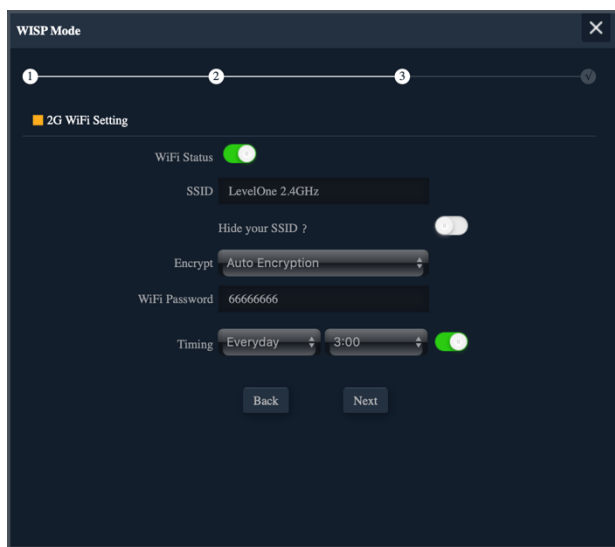 WISP Mode
1 2 3
2G WiFi Setting
WiFi Status
SSID LevelOne 2.4GHz
Hide your SSID ?
Encrypt Auto Encryption
WiFi Password 66666666
Timing Everyday 3:00
Back Next